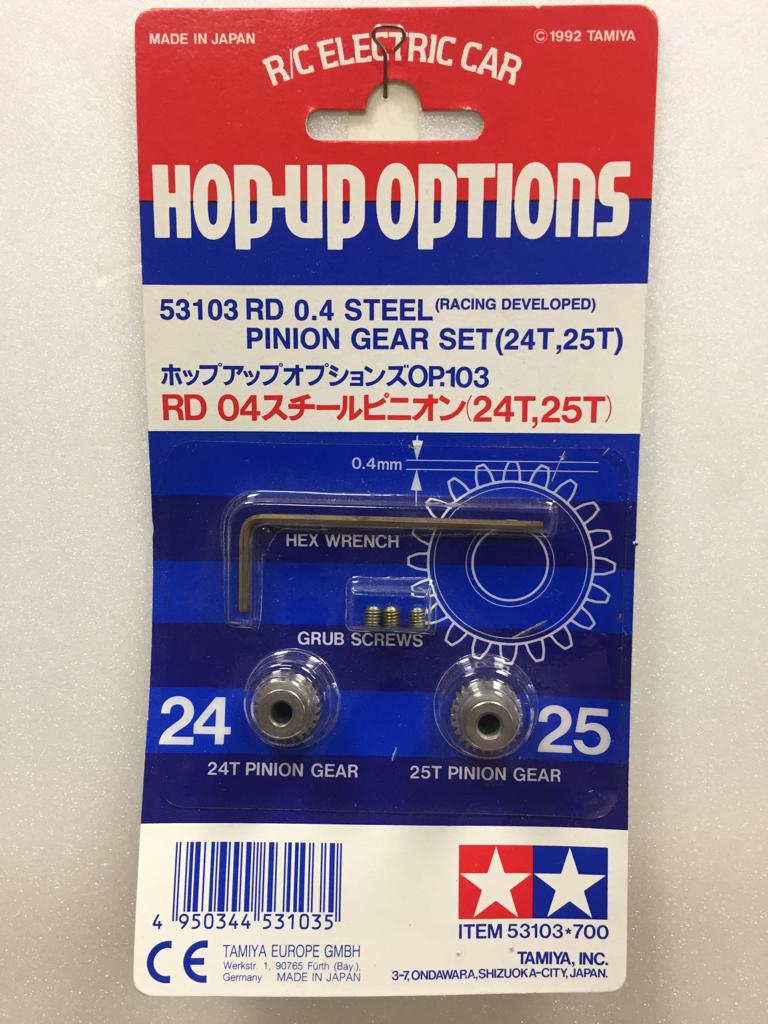 MADE IN JAPAN
© 1992 TAMIYA
R/C ELECTRIC CAR
HOP-UP OPTIONS
53103 RD 0.4 STEEL (RACING DEVELOPED)
PINION GEAR SET (24T,25T)
ホップアップオプションズOP.103
RD 04スチールピニオン(24T,25T)
0.4mm
HEX WRENCH
GRUB SCREWS
24
25
24T PINION GEAR
25T PINION GEAR
4 950344 531035
ITEM 53103*700
CE
TAMIYA EUROPE GMBH
Werkstr. 1, 90765 Fürth (Bay.),
Germany MADE IN JAPAN
TAMIYA, INC.
3-7, ONDAWARA, SHIZUOKA-CITY, JAPAN.